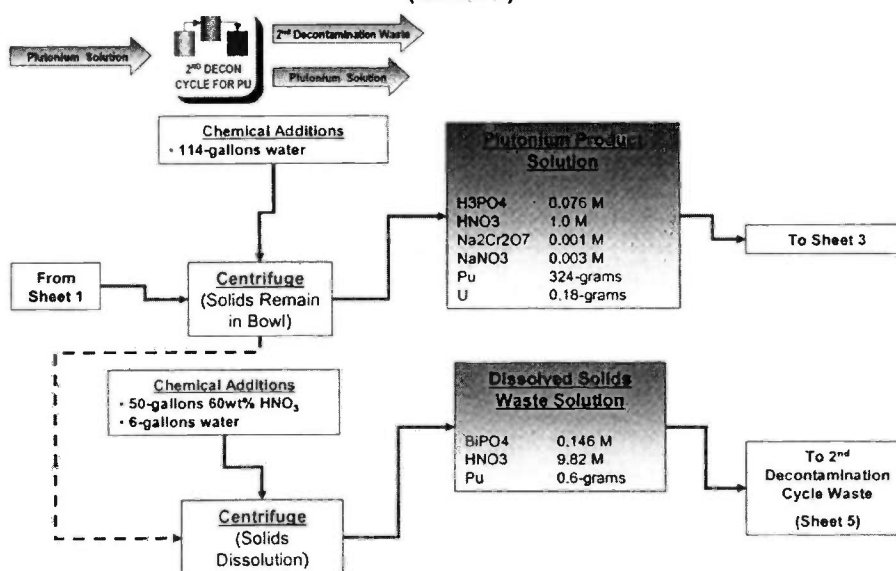 Plutonium Solution
2ND DECON
CYCLE FOR PU
2nd Decontamination Waste
Plutonium Solution
Chemical Additions
• 114-gallons water
Plutonium Product
Solution
H3PO4 0.076 M
HNO3 1.0 M
Na2Cr2O7 0.001 M
NaNO3 0.003 M
Pu 324-grams
U 0.18-grams
To Sheet 3
From
Sheet 1
Centrifuge
(Solids Remain
in Bowl)
Chemical Additions
• 50-gallons 60wt% HNO3
• 6-gallons water
Dissolved Solids
Waste Solution
BiPO4 0.146 M
HNO3 9.82 M
Pu 0.6-grams
To 2nd
Decontamination
Cycle Waste
(Sheet 5)
Centrifuge
(Solids
Dissolution)